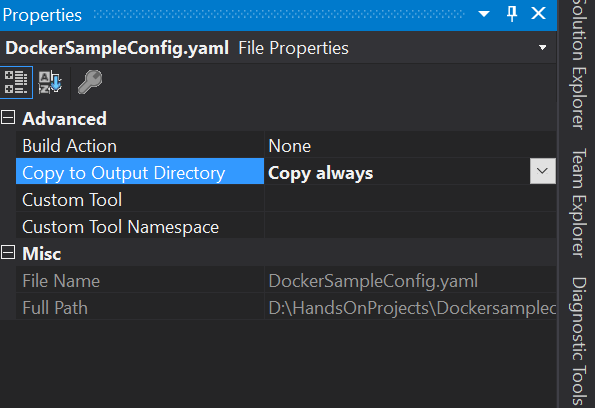 Properties
DockerSampleConfig.yaml File Properties
Advanced
Build Action None
Copy to Output Directory Copy always
Custom Tool
Custom Tool Namespace
Misc
File Name DockerSampleConfig.yaml
Full Path D:\HandsOnProjects\Dockersamplec
Solution Explorer
Team Explorer
Diagnostic Tools